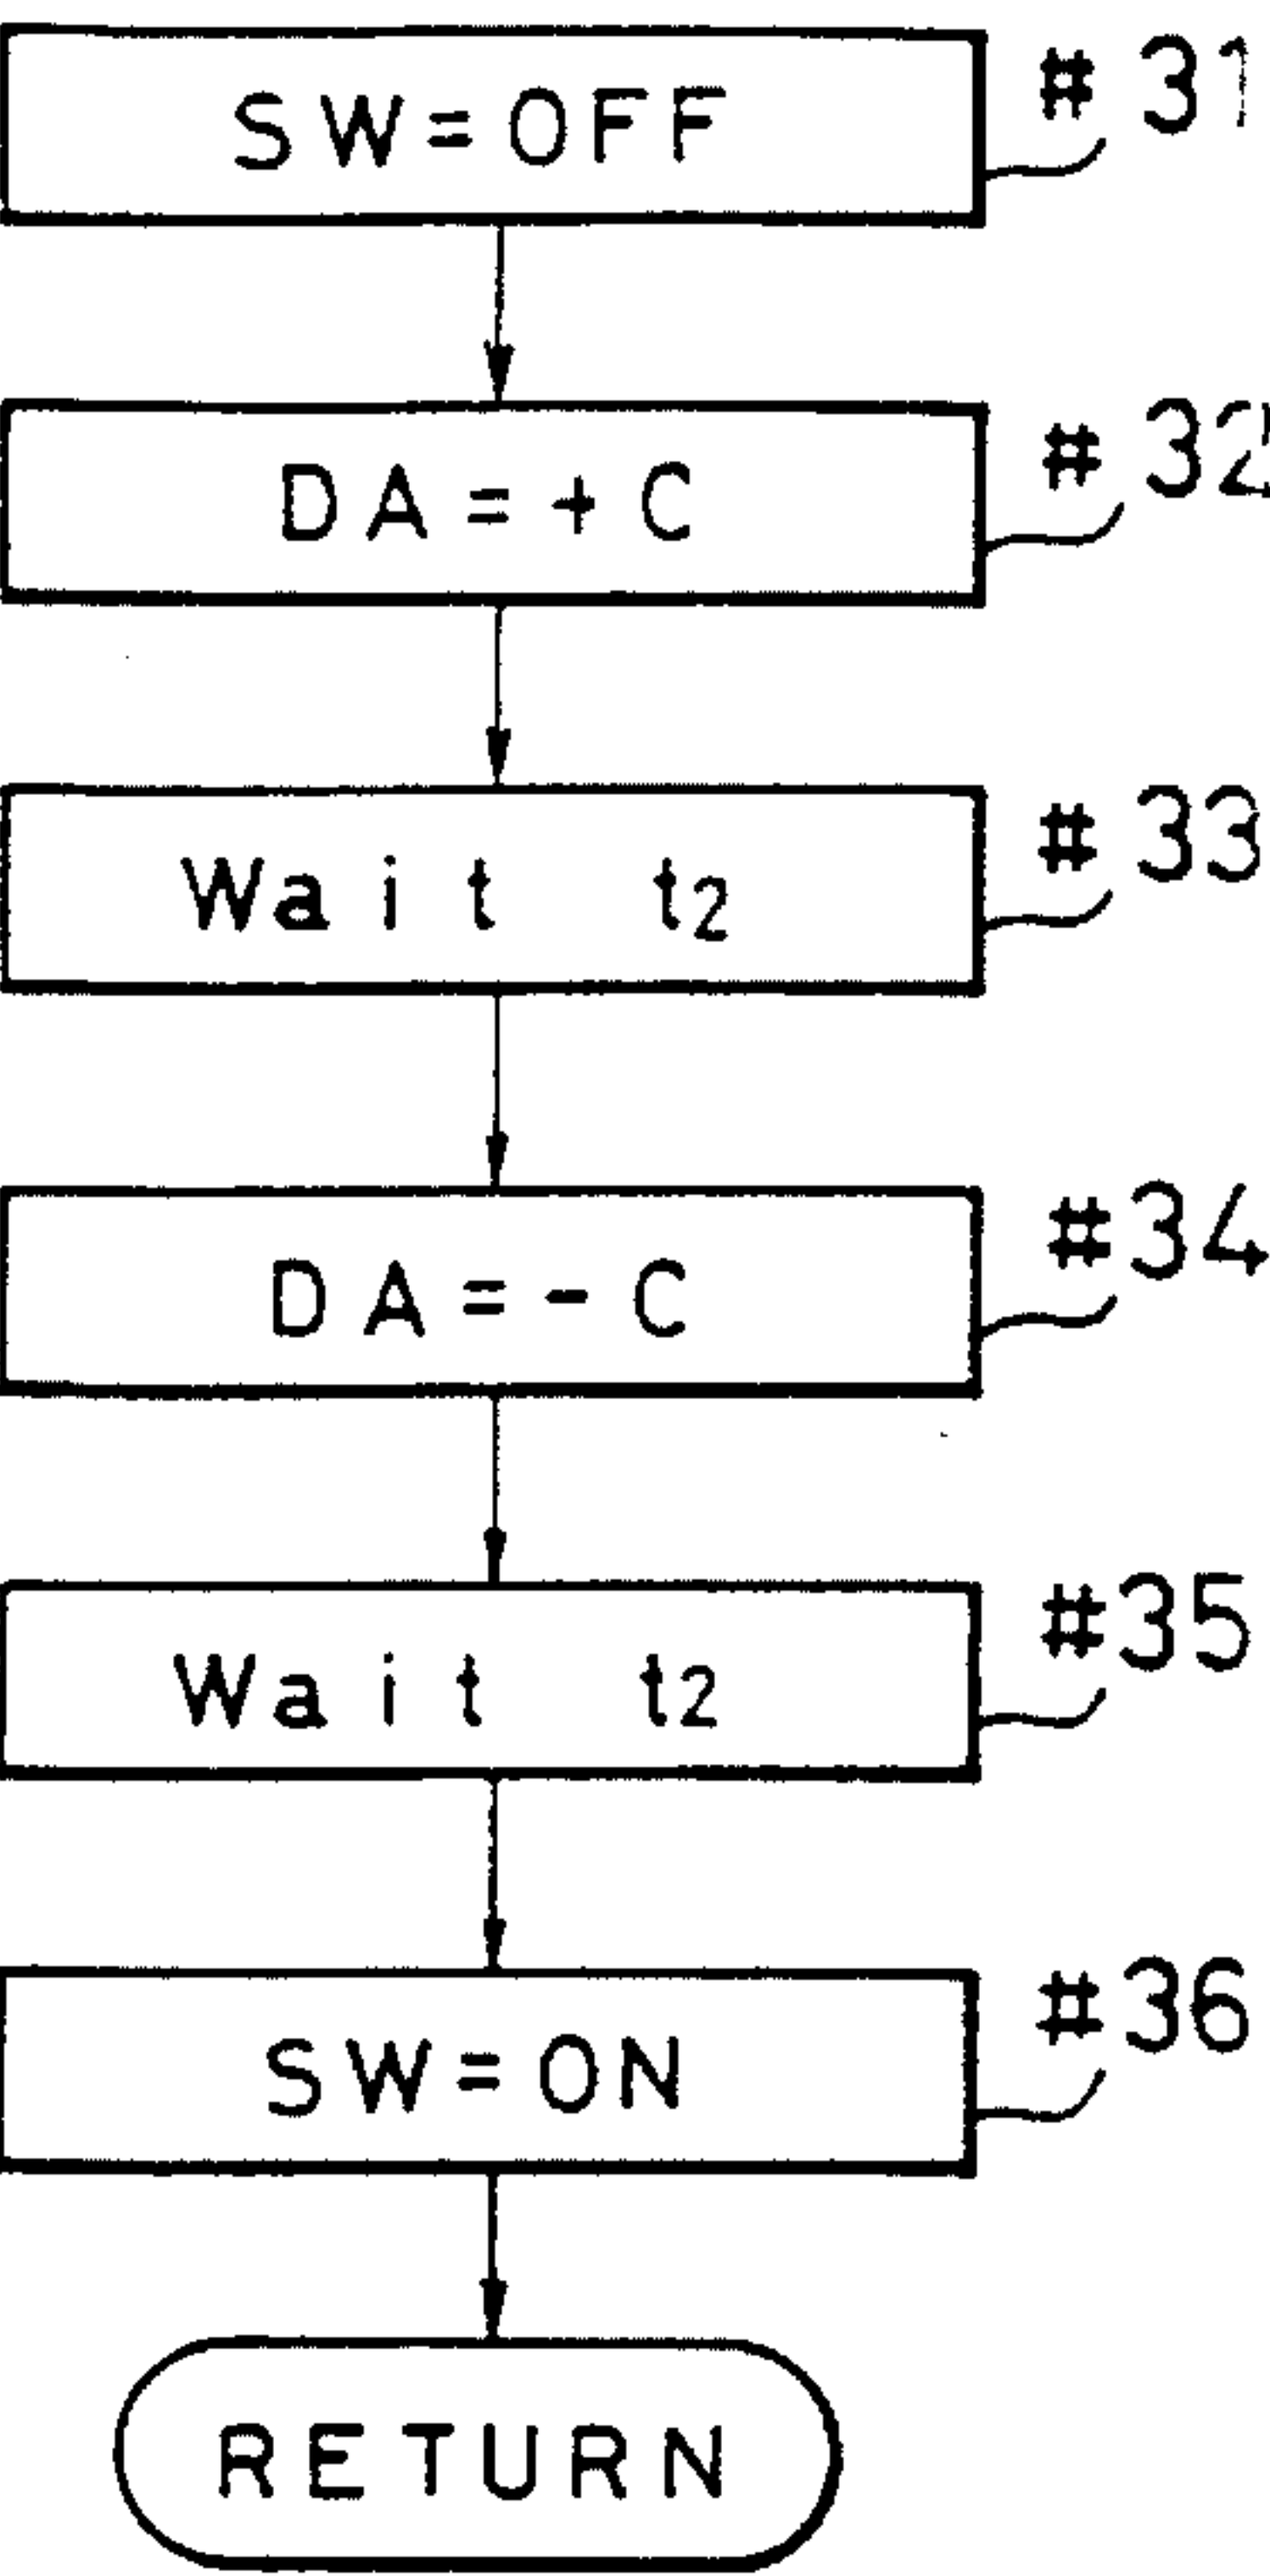 SW=OFF #31
DA=+C #32
Wait t₂ #33
DA=-C #34
Wait t₂ #35
SW=ON #36
RETURN